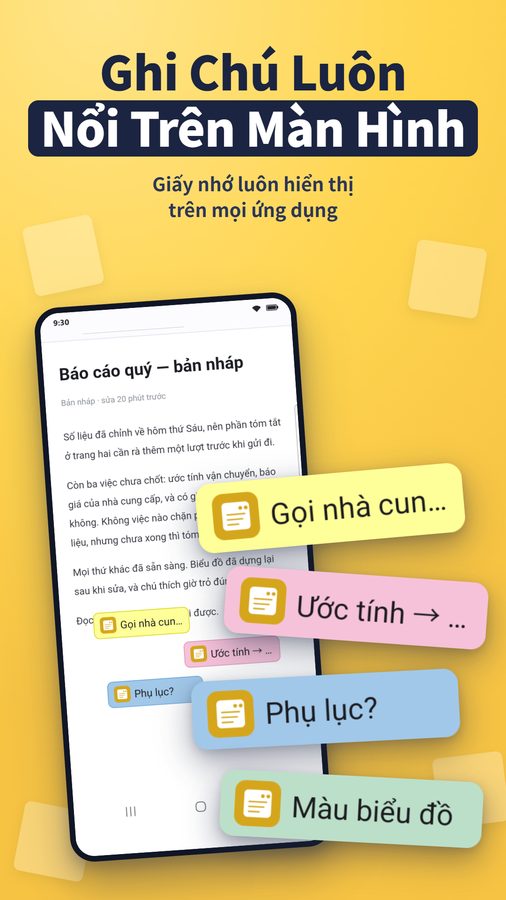 Ghi Chú Luôn
Nổi Trên Màn Hình
Giấy nhớ luôn hiển thị
trên mọi ứng dụng
9:30
Báo cáo quý — bản nháp
Bản nháp · sửa 20 phút trước
Số liệu đã chỉnh về hôm thứ Sáu, nên phần tóm tắt
ở trang hai cần rà thêm một lượt trước khi gửi đi.
Còn ba việc chưa chốt: ước tính vận chuyển, báo
giá của nhà cung cấp, và có
không. Không việc nào chặn
liệu, nhưng chưa xong thì tóm
Mọi thứ khác đã sẵn sàng. Biểu đồ đã dựng lại
sau khi sửa, và chú thích giờ trỏ
được.
Gọi nhà cun...
Ước tính → ...
Phụ lục?
Gọi nhà cun...
Ước tính → ...
Phụ lục?
Màu biểu đồ